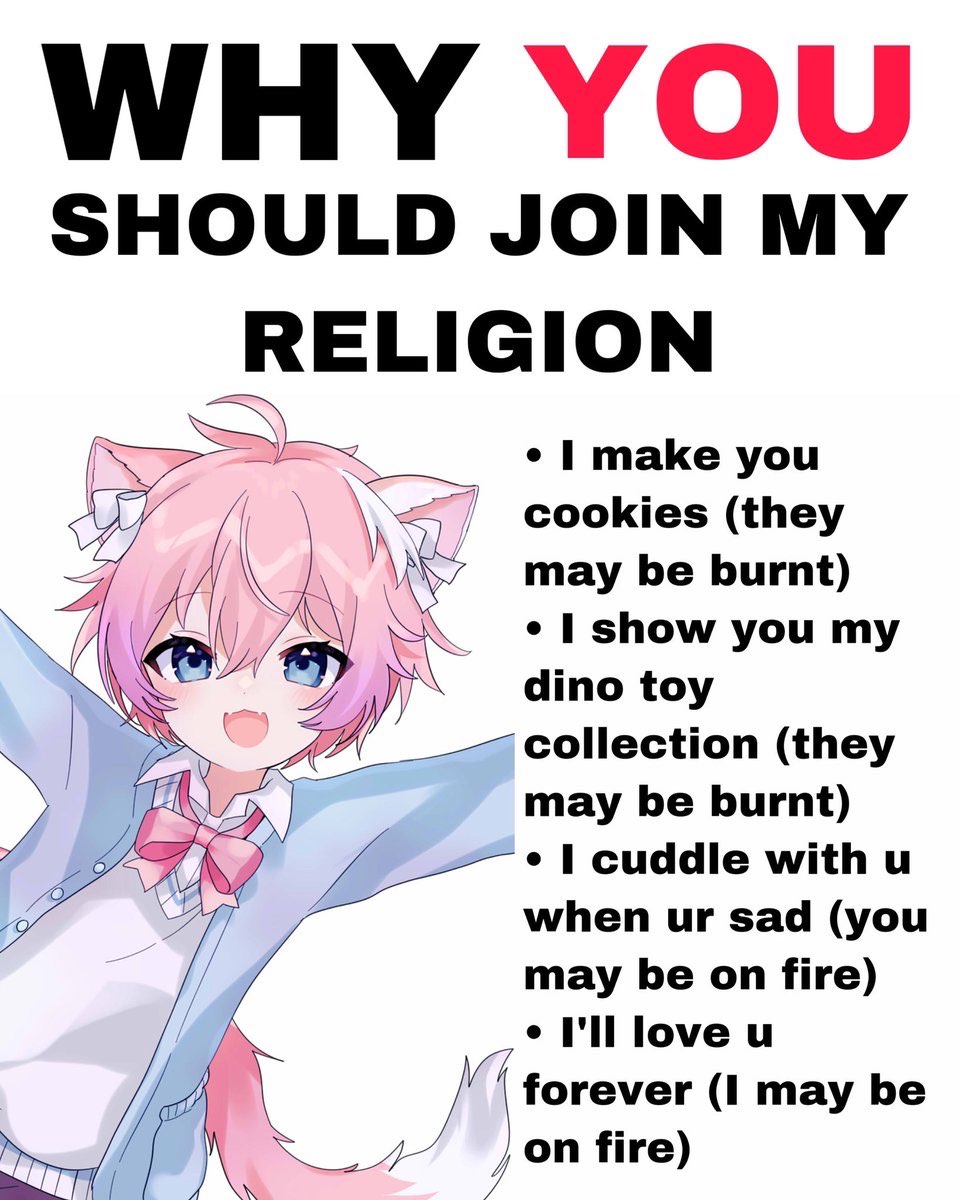 WHY YOU
SHOULD JOIN MY
RELIGION
• I make you
cookies (they
may be burnt)
• I show you my
dino toy
collection (they
may be burnt)
• I cuddle with u
when ur sad (you
may be on fire)
• I'll love u
forever (I may be
on fire)